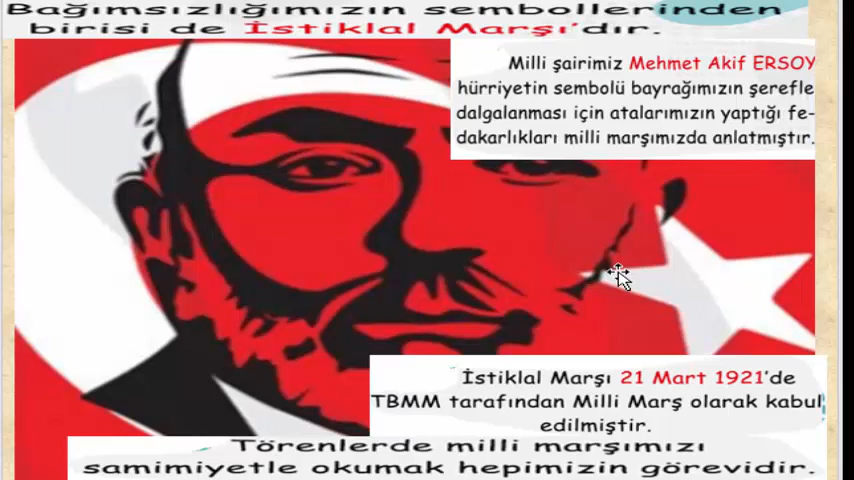 Bağımsızlığımızın sembollerinden
birisi de İstiklal Marşı'dır.
Milli şairimiz Mehmet Akif ERSOY
hürriyetin sembolü bayrağımızın şerefle
dalgalanması için atalarımızın yaptığı fe-
dakarlıkları milli marşımızda anlatmıştır.
İstiklal Marşı 21 Mart 1921'de
TBMM tarafından Milli Marş olarak kabul
edilmiştir.
Törenlerde milli marşımızı
samimiyetle okumak hepimizin görevidir.